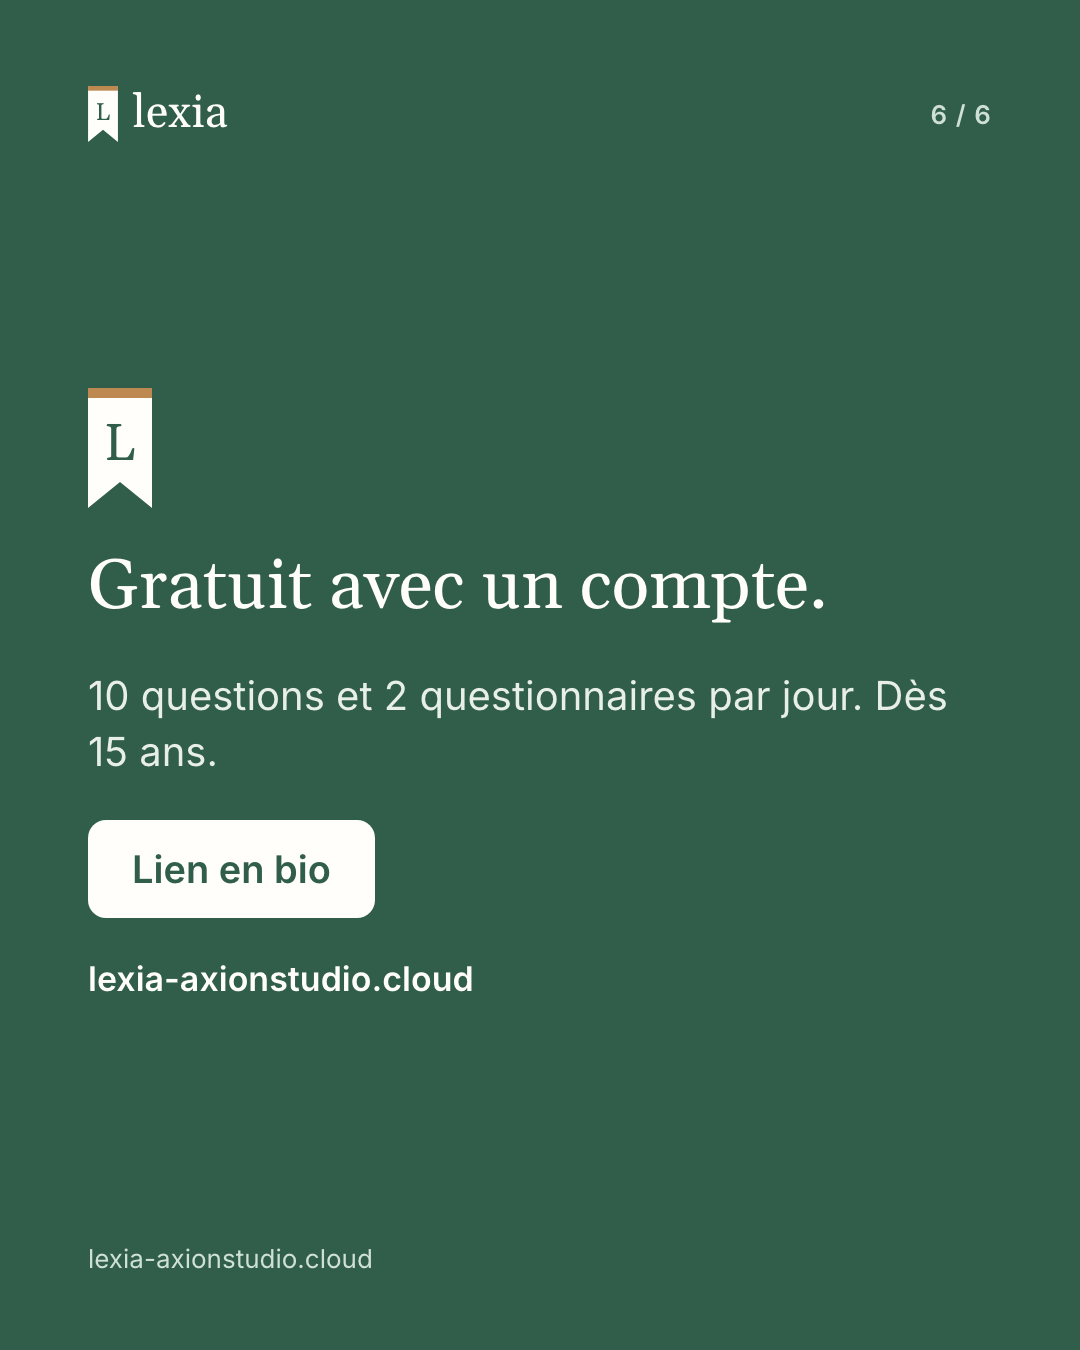 L lexia
6 / 6
L
Gratuit avec un compte.
10 questions et 2 questionnaires par jour. Dès
15 ans.
Lien en bio
lexia-axionstudio.cloud
lexia-axionstudio.cloud